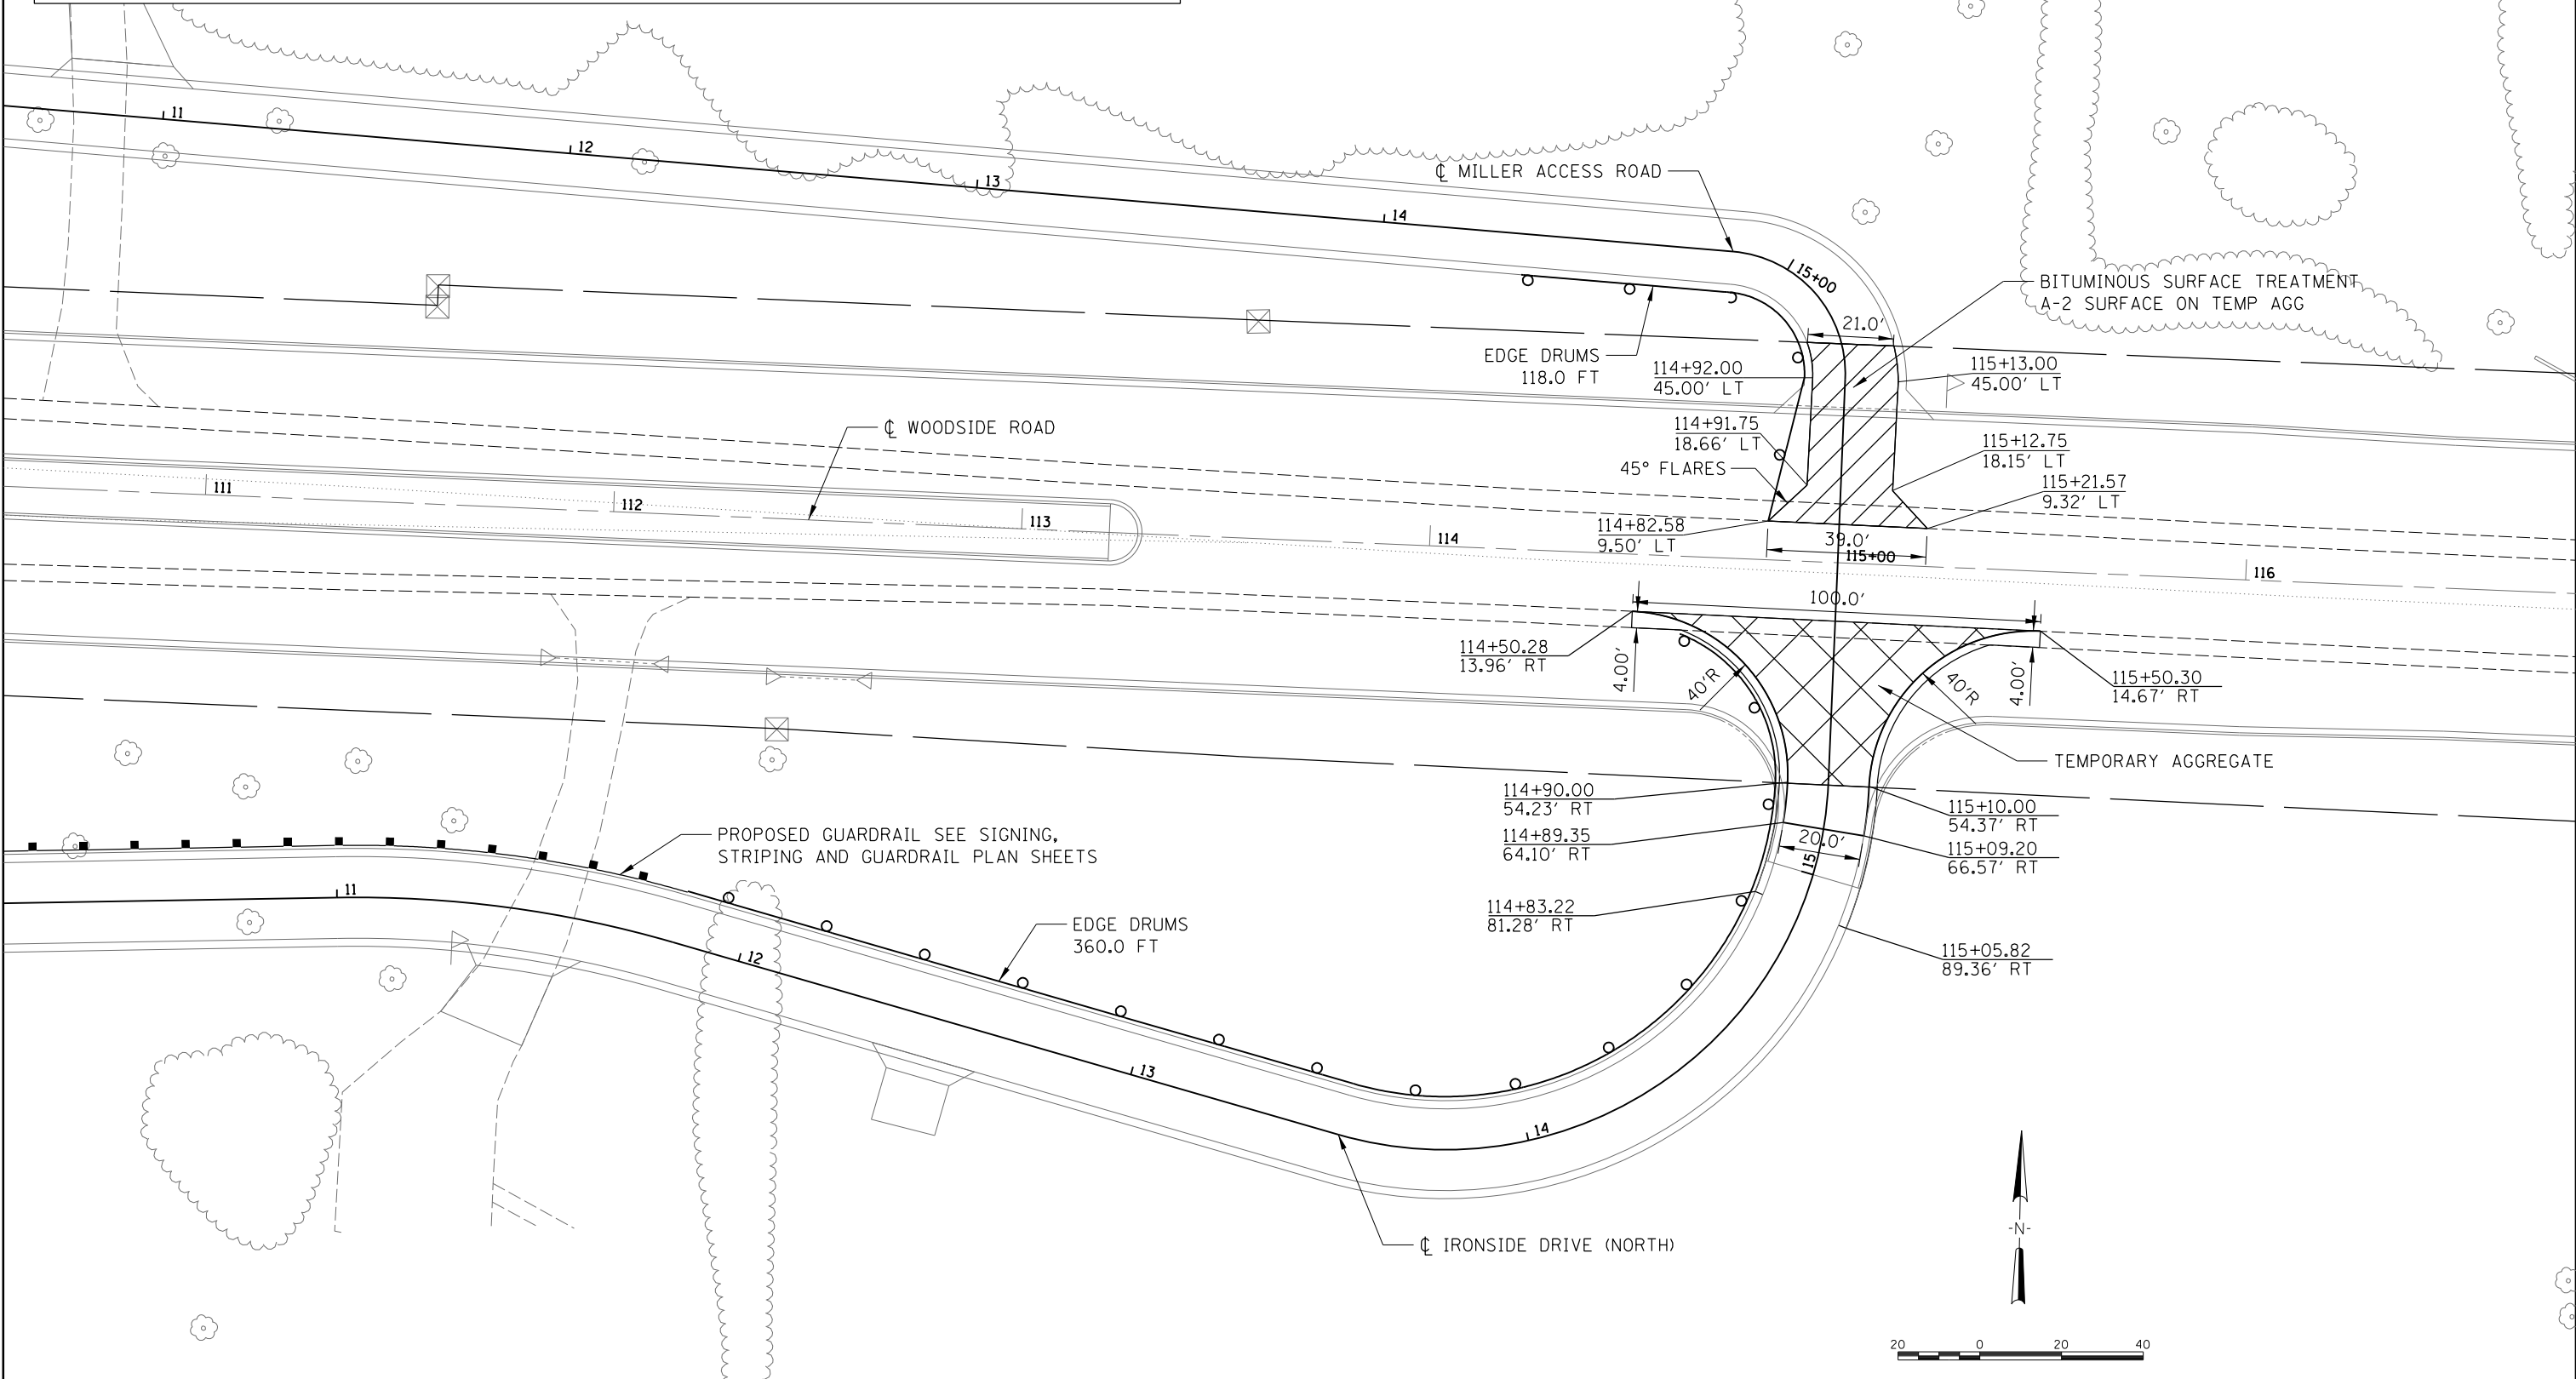 11
12
13
14
℄ MILLER ACCESS ROAD
15+00
BITUMINOUS SURFACE TREATMENT
A-2 SURFACE ON TEMP AGG
21.0'
EDGE DRUMS
118.0 FT
114+92.00
45.00' LT
115+13.00
45.00' LT
114+91.75
18.66' LT
45° FLARES
115+12.75
18.15' LT
115+21.57
9.32' LT
114+82.58
9.50' LT
39.0'
115+00
℄ WOODSIDE ROAD
111
112
113
114
116
100.0'
114+50.28
13.96' RT
4.00'
40'R
40'R
4.00'
115+50.30
14.67' RT
TEMPORARY AGGREGATE
114+90.00
54.23' RT
115+10.00
54.37' RT
114+89.35
64.10' RT
20.0'
115+09.20
66.57' RT
15
114+83.22
81.28' RT
115+05.82
89.36' RT
PROPOSED GUARDRAIL SEE SIGNING,
STRIPING AND GUARDRAIL PLAN SHEETS
11
EDGE DRUMS
360.0 FT
12
13
14
℄ IRONSIDE DRIVE (NORTH)
-N-
20 0 20 40